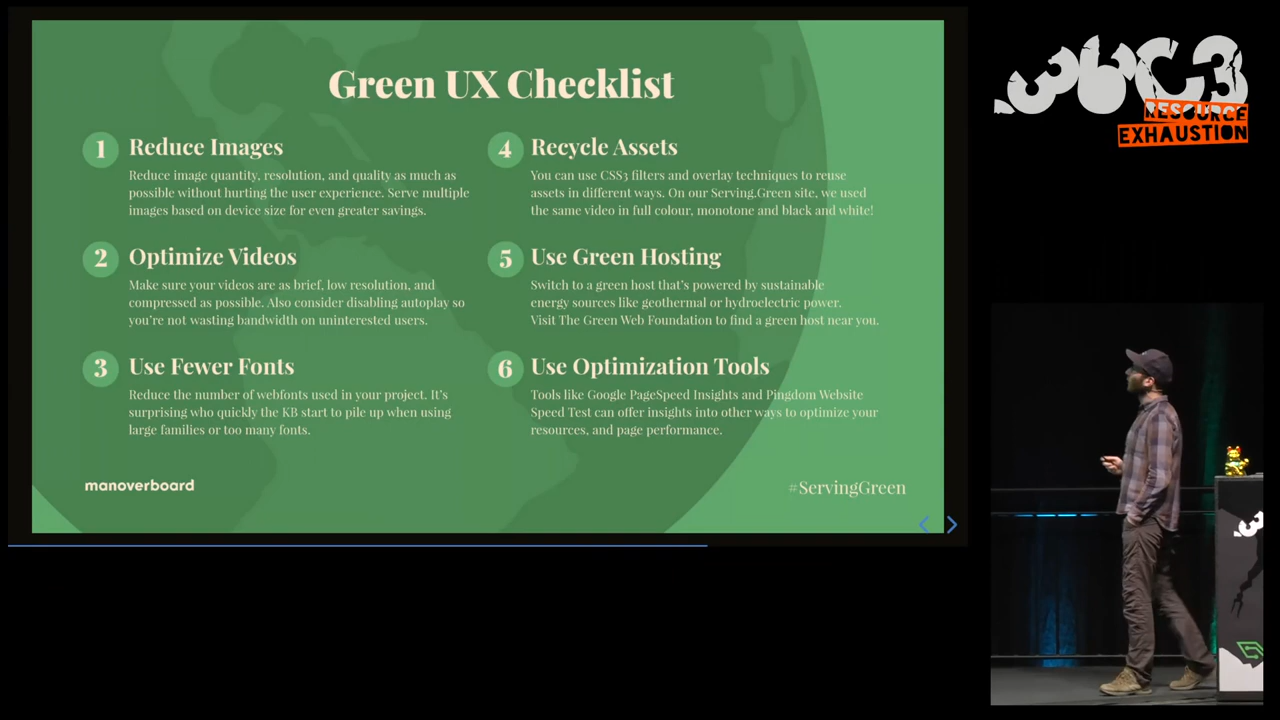 Green UX Checklist
1 Reduce Images
Reduce image quantity, resolution, and quality as much as
possible without hurting the user experience. Serve multiple
images based on device size for even greater savings.
2 Optimize Videos
Make sure your videos are as brief, low resolution, and
compressed as possible. Also consider disabling autoplay so
you're not wasting bandwidth on uninterested users.
3 Use Fewer Fonts
Reduce the number of webfonts used in your project. It's
surprising who quickly the KB start to pile up when using
large families or too many fonts.
4 Recycle Assets
You can use CSS3 filters and overlay techniques to reuse
assets in different ways. On our Serving.Green site, we used
the same video in full colour, monotone and black and white!
5 Use Green Hosting
Switch to a green host that's powered by sustainable
energy sources like geothermal or hydroelectric power.
Visit The Green Web Foundation to find a green host near you.
6 Use Optimization Tools
Tools like Google PageSpeed Insights and Pingdom Website
Speed Test can offer insights into other ways to optimize your
resources, and page performance.
manoverboard
#ServingGreen
36C3
RESOURCE
EXHAUSTION